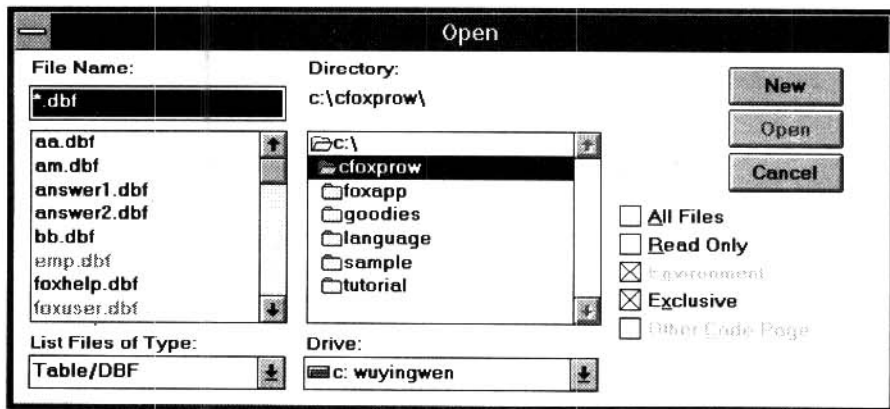 Open
File Name:
*.dbf
aa.dbf
am.dbf
answer1.dbf
answer2.dbf
bb.dbf
emp.dbf
foxhelp.dbf
foxuser.dbf
List Files of Type:
Table/DBF
Directory:
c:\cfoxprow\
c:\
cfoxprow
foxapp
goodies
language
sample
tutorial
Drive:
c: wuyingwen
New
Open
Cancel
All Files
Read Only
Environment
Exclusive
Other Code Page